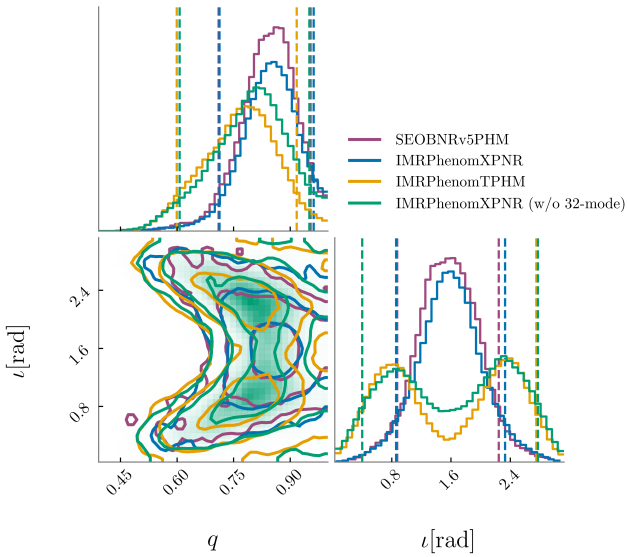 SEOBNRv5PHM
IMRPhenomXPNR
IMRPhenomTPHM
IMRPhenomXPNR (w/o 32-mode)
2.4
1.6
0.8
ι[rad]
0.45
0.60
0.75
0.90
q
0.8
1.6
2.4
ι[rad]